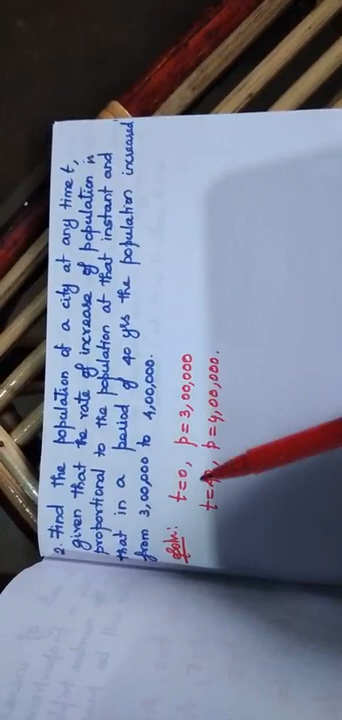 2. Find the population of a city at any time t,
given that the rate of increase of population is
proportional to the population at that instant and
that in a period of 40 yrs the population increased
from 3,00,000 to 4,00,000.
Soln: t=0, p=3,00,000
t=40, p=4,00,000.